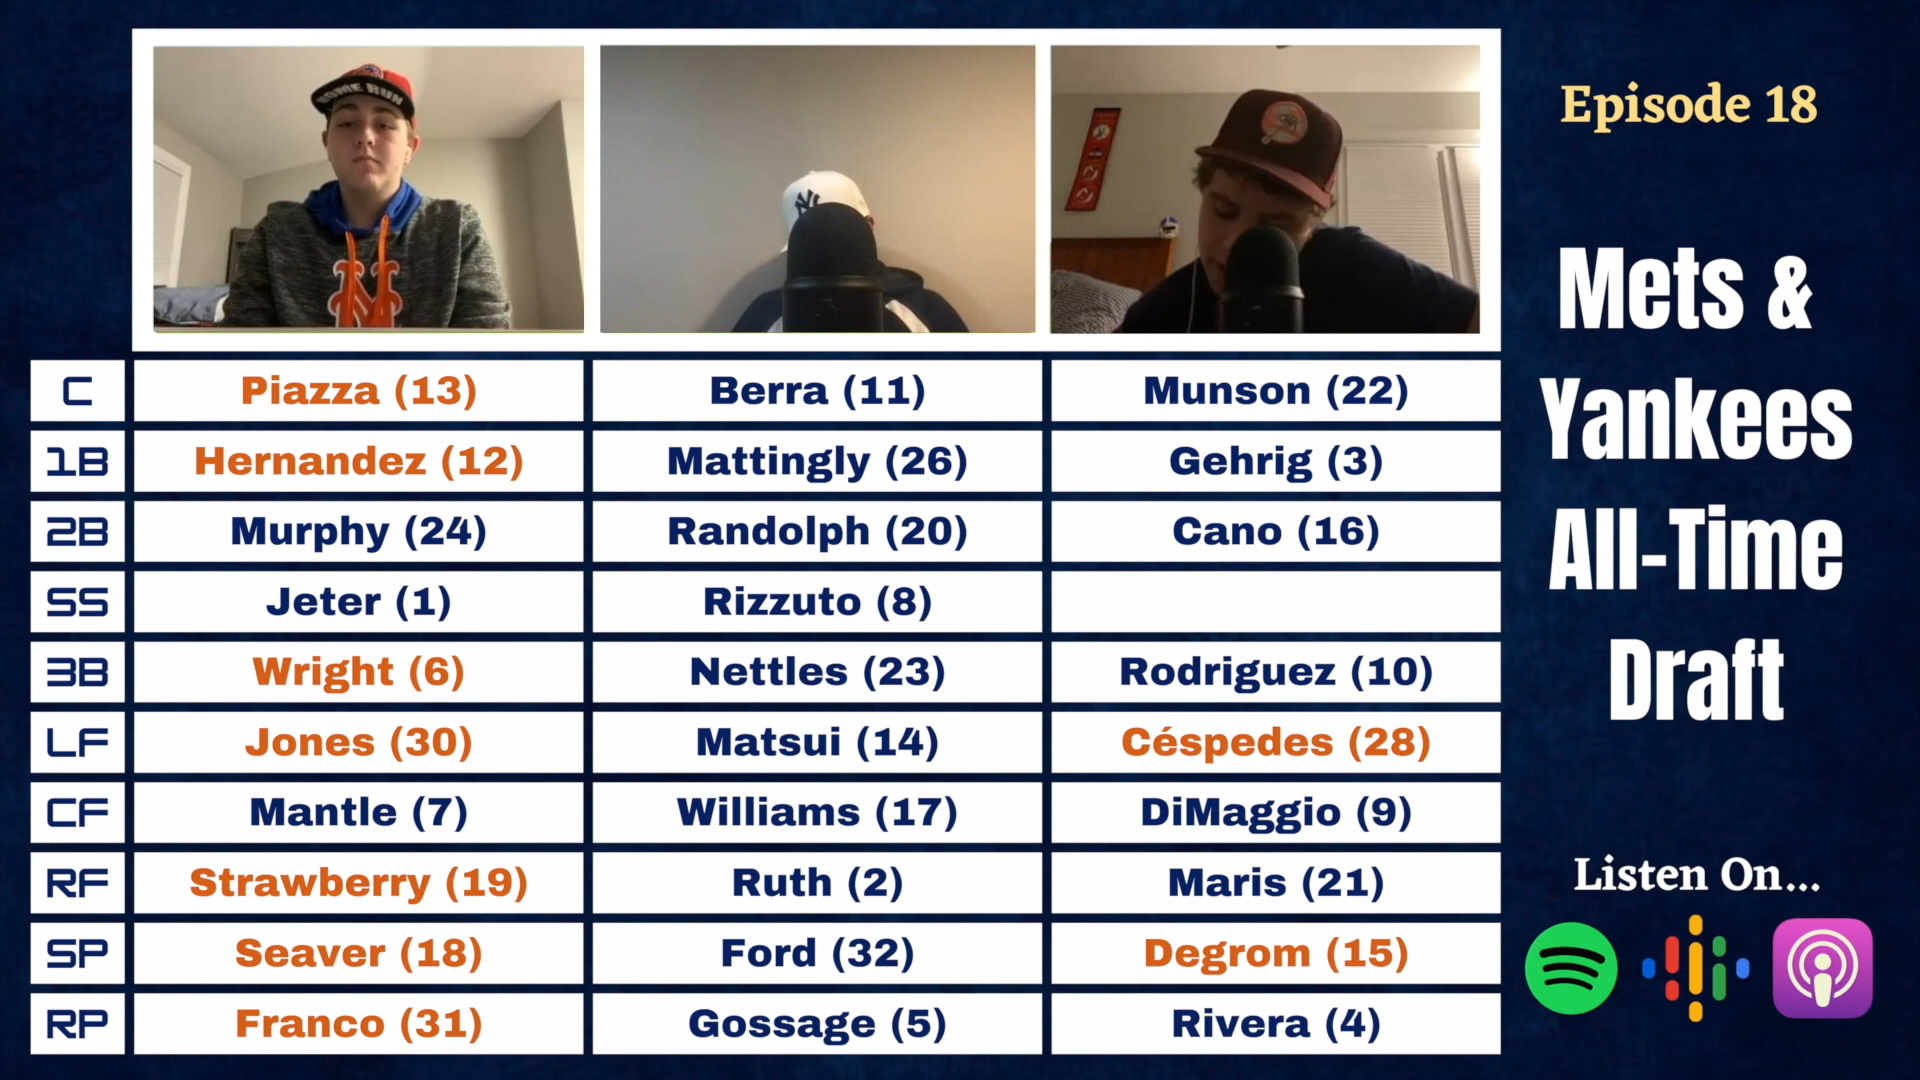 HOME RUN
NY
NY
Episode 18
Mets &
Yankees
All-Time
Draft
C Piazza (13) Berra (11) Munson (22)
1B Hernandez (12) Mattingly (26) Gehrig (3)
2B Murphy (24) Randolph (20) Cano (16)
SS Jeter (1) Rizzuto (8)
3B Wright (6) Nettles (23) Rodriguez (10)
LF Jones (30) Matsui (14) Céspedes (28)
CF Mantle (7) Williams (17) DiMaggio (9)
RF Strawberry (19) Ruth (2) Maris (21)
SP Seaver (18) Ford (32) Degrom (15)
RP Franco (31) Gossage (5) Rivera (4)
Listen On...